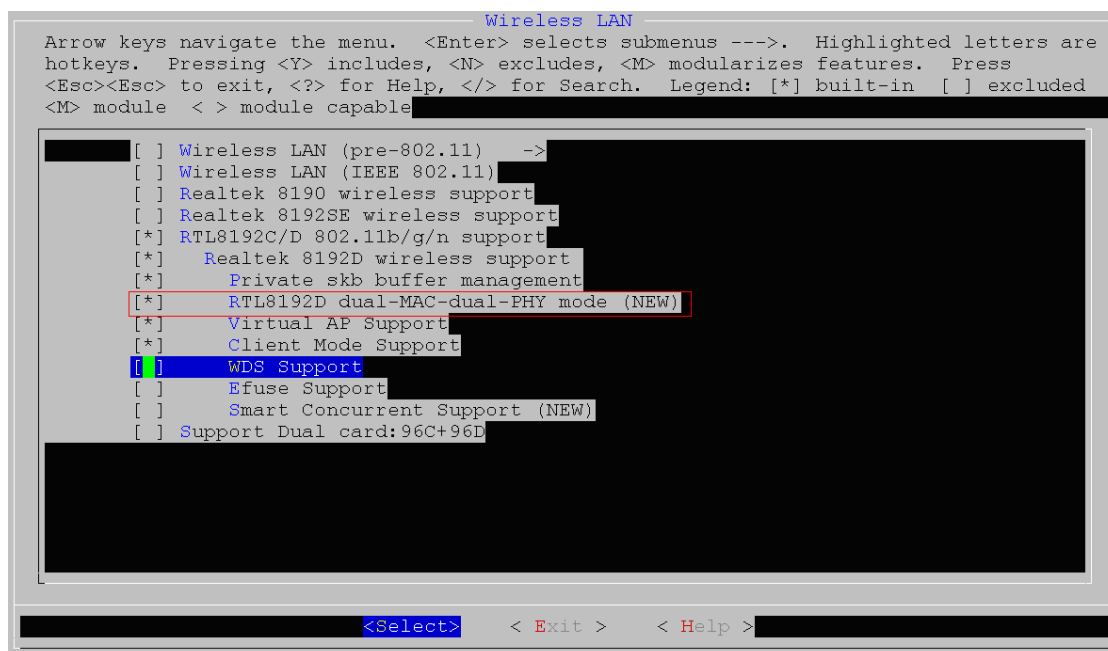 Wireless LAN
Arrow keys navigate the menu.  <Enter> selects submenus --->.  Highlighted letters are
hotkeys.  Pressing <Y> includes, <N> excludes, <M> modularizes features.  Press
<Esc><Esc> to exit, <?> for Help, </> for Search.  Legend: [*] built-in  [ ] excluded
<M> module  < > module capable
[ ] Wireless LAN (pre-802.11)   ->
[ ] Wireless LAN (IEEE 802.11)
[ ] Realtek 8190 wireless support
[ ] Realtek 8192SE wireless support
[*] RTL8192C/D 802.11b/g/n support
[*]   Realtek 8192D wireless support
[*]     Private skb buffer management
[*]     RTL8192D dual-MAC-dual-PHY mode (NEW)
[*]     Virtual AP Support
[*]     Client Mode Support
[ ]     WDS Support
[ ]     Efuse Support
[ ]     Smart Concurrent Support (NEW)
[ ] Support Dual card:96C+96D
<Select>    < Exit >    < Help >